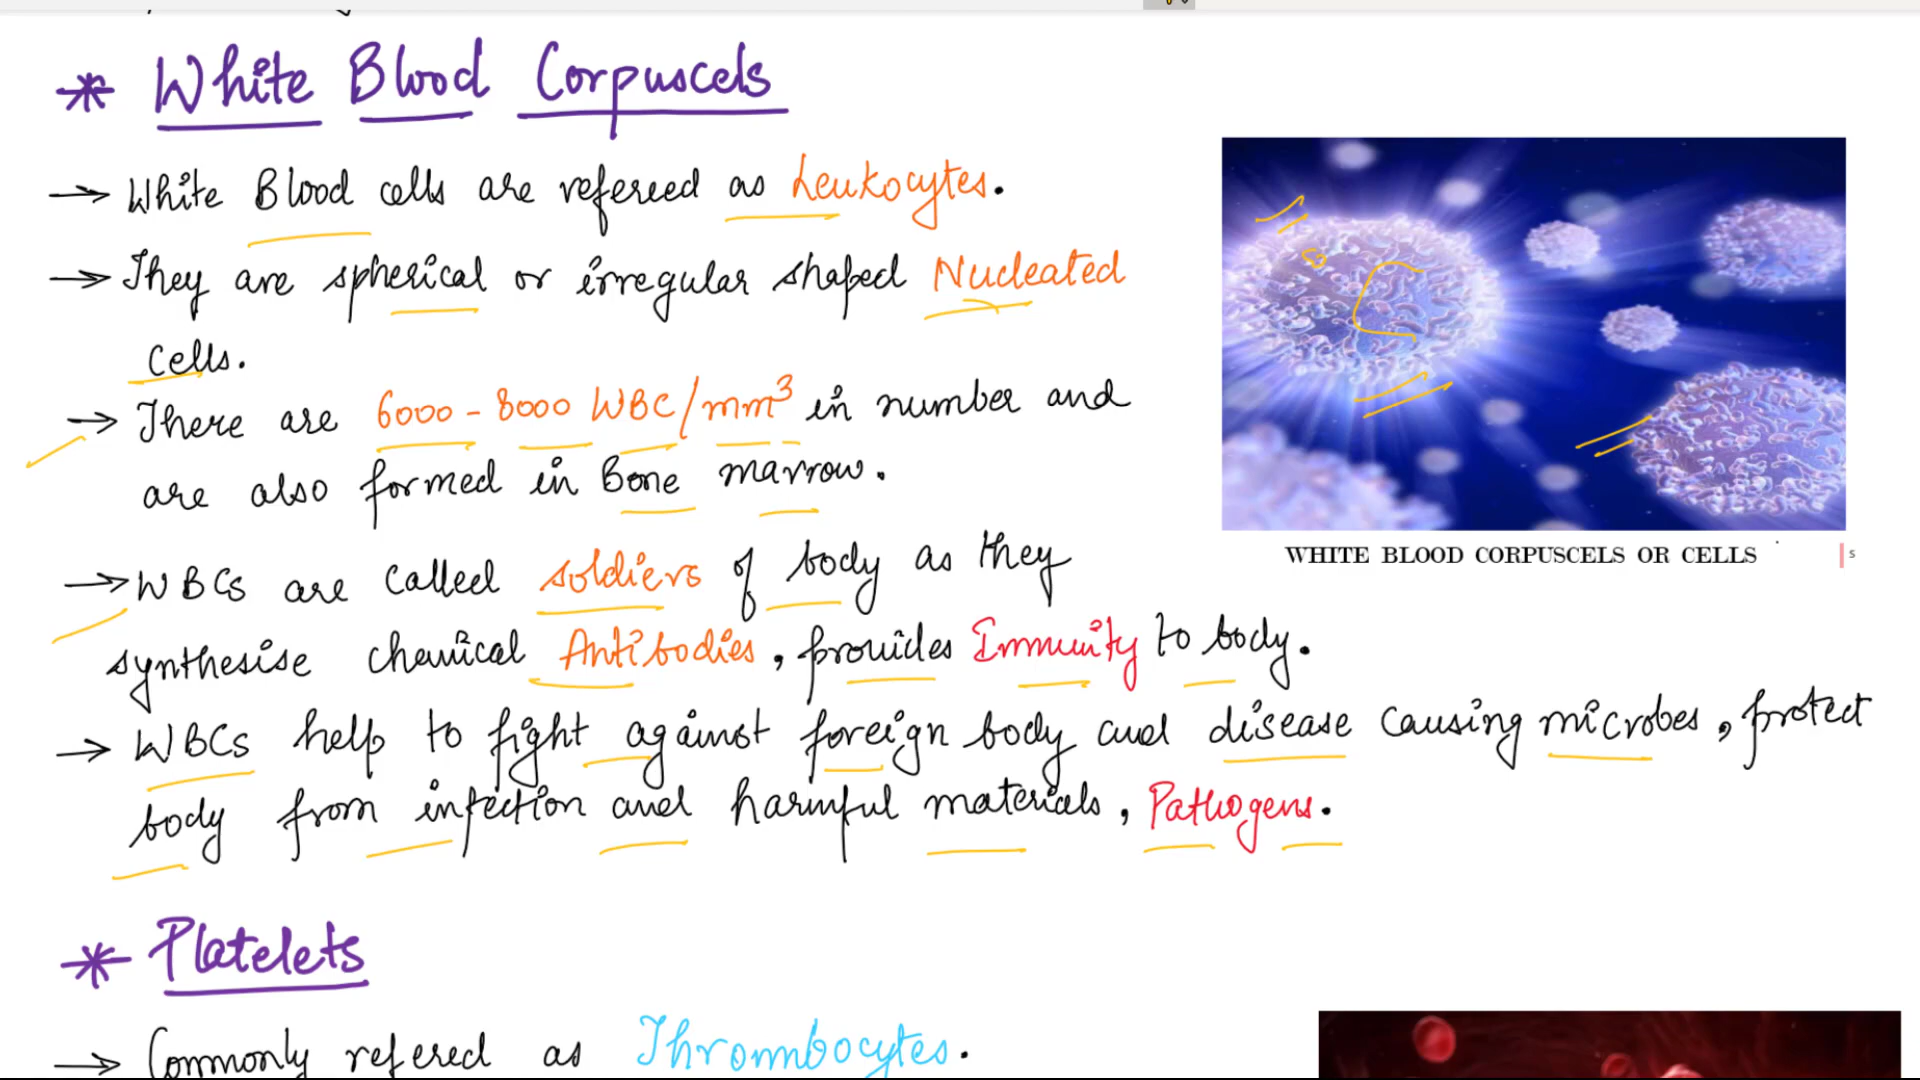 * White Blood Corpuscels
→ White Blood cells are refereed as Leukocytes.
→ They are spherical or irregular shaped Nucleated
cells.
→ There are 6000 - 8000 WBC/mm³ in number and
are also formed in Bone marrow.
WHITE BLOOD CORPUSCELS OR CELLS
→ WBCs are called soldiers of body as they
synthesise chemical Antibodies, provides Immunity to body.
→ WBCs help to fight against foreign body and disease causing microbes, protect
body from infection and harmful materials, Pathogens.
* Platelets
→ Commonly refered as Thrombocytes.